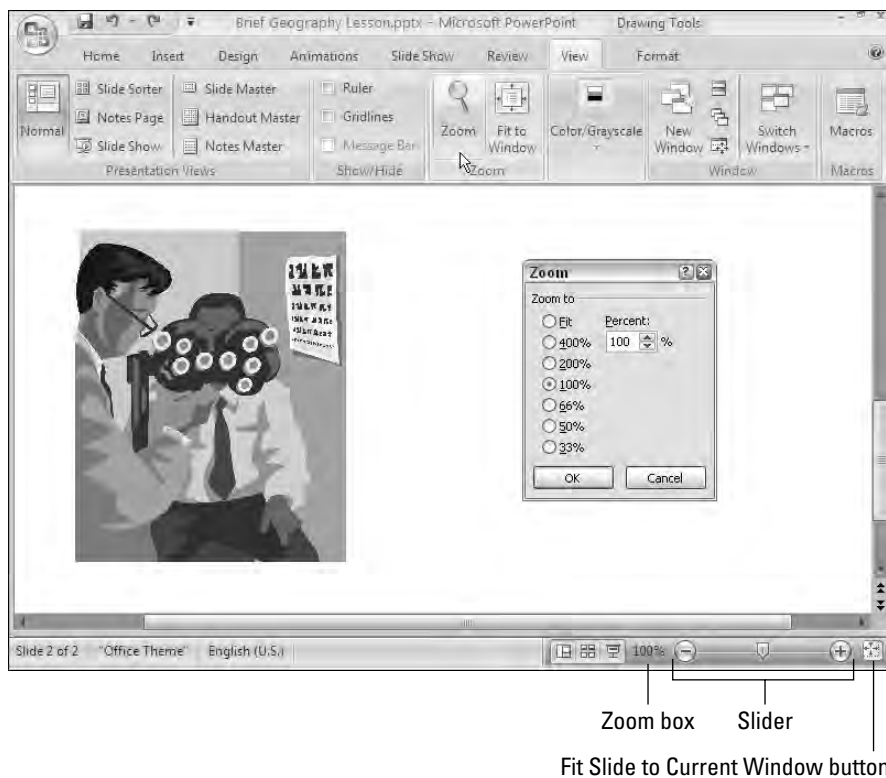 Brief Geography Lesson.pptx - Microsoft PowerPoint Drawing Tools
Home Insert Design Animations Slide Show Review View Format
Normal
Slide Sorter
Notes Page
Slide Show
Slide Master
Handout Master
Notes Master
Presentation Views
Ruler
Gridlines
Message Bar
Show/Hide
Zoom
Fit to
Window
Zoom
Color/Grayscale
New
Window
Switch
Windows
Window
Macros
Macros
Zoom
Zoom to
Fit
400%
200%
100%
66%
50%
33%
Percent:
100 %
OK Cancel
Slide 2 of 2 "Office Theme" English (U.S.) 100%
Zoom box Slider
Fit Slide to Current Window button